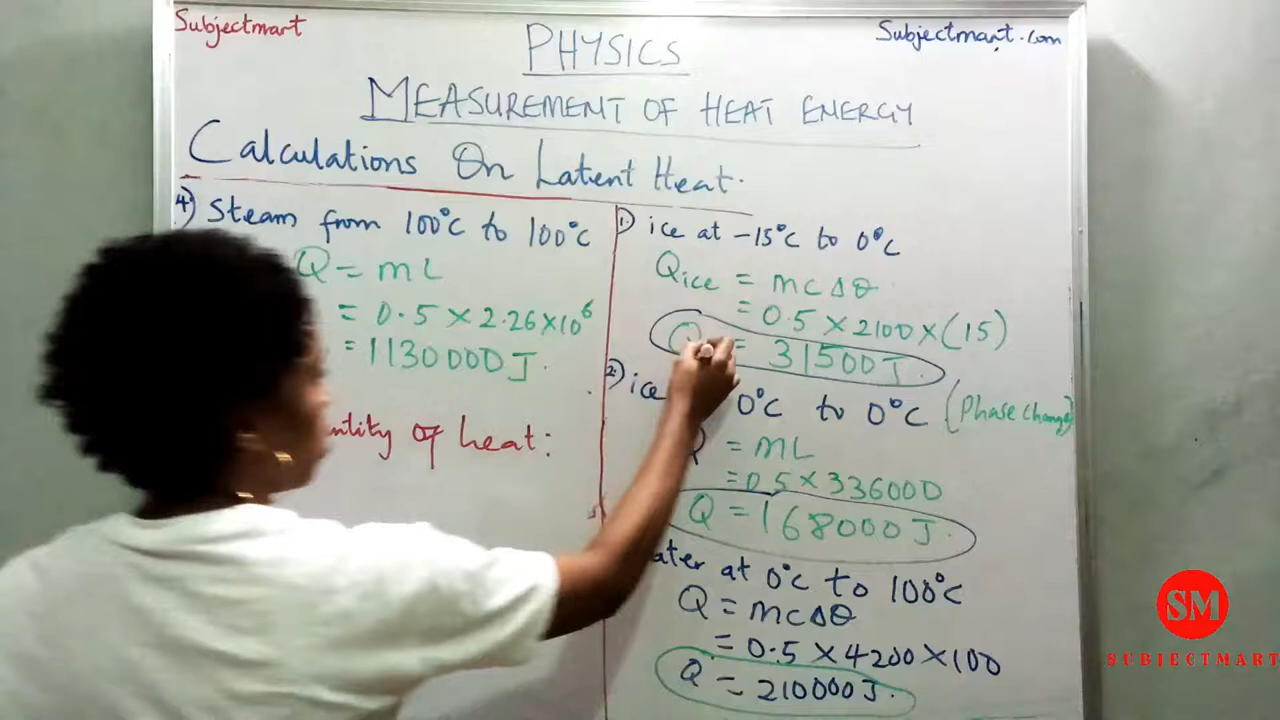 Subjectmart
Subjectmart.com
PHYSICS
MEASUREMENT OF HEAT ENERGY
Calculations On Latent Heat.
4) Steam from 100°C to 100°C
Q = mL
= 0.5 × 2.26×10⁶
= 1130000J.
of heat:
1) ice at -15°C to 0°C
Qice = mcΔθ
= 0.5 × 2100×(15)
Q = 31500J.
2) ice 0°C to 0°C (Phase change)
Q = mL
= 0.5 × 336000
Q = 168000J.
at 0°C to 100°C
Q = mcΔθ
= 0.5 × 4200×100
Q = 210000J.
SM
SUBJECTMART